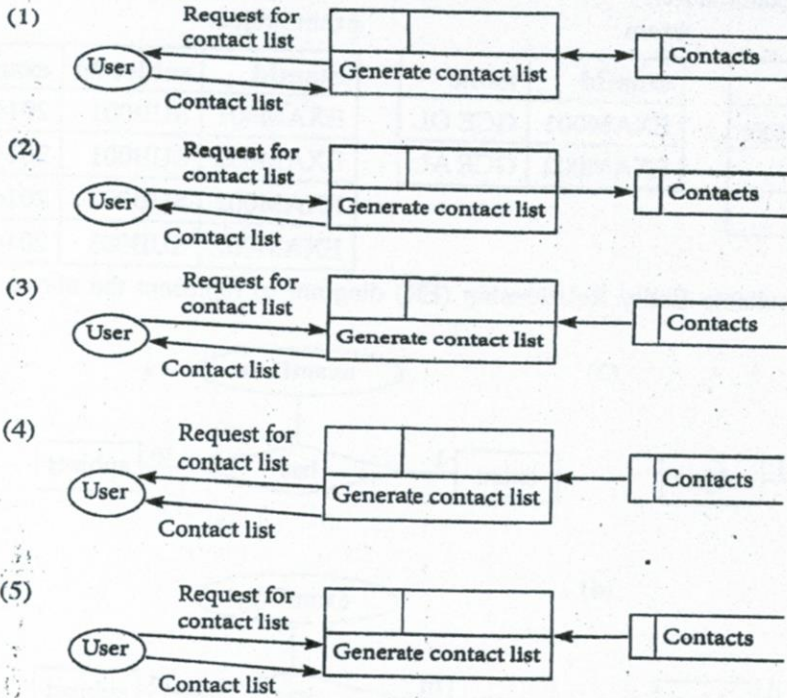 (1)
Request for
contact list
User
Generate contact list
Contacts
Contact list
(2)
Request for
contact list
User
Generate contact list
Contacts
Contact list
(3)
Request for
contact list
User
Generate contact list
Contacts
Contact list
(4)
Request for
contact list
User
Generate contact list
Contacts
Contact list
(5)
Request for
contact list
User
Generate contact list
Contacts
Contact list